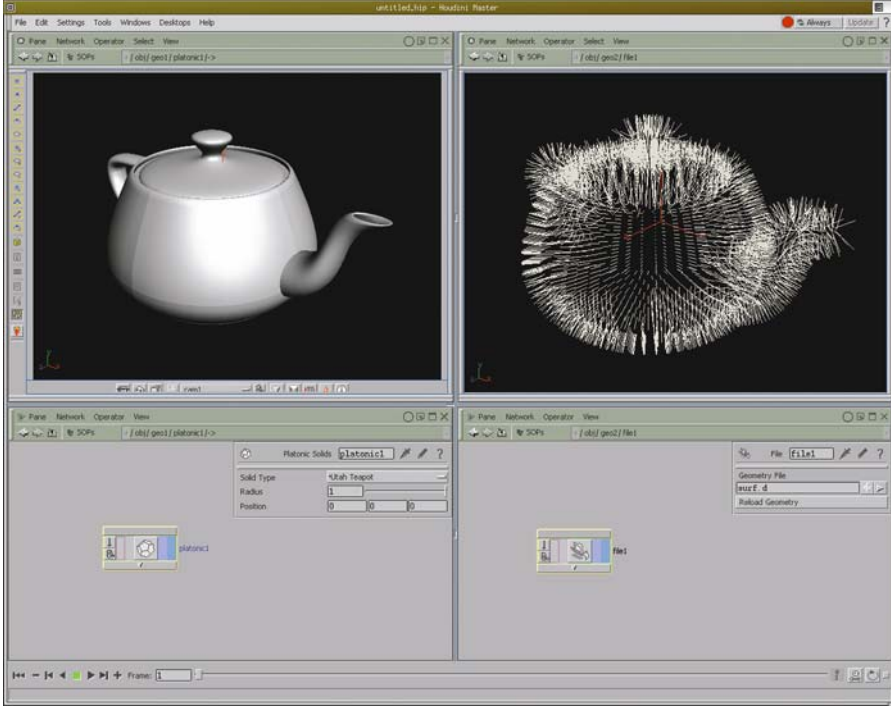 untitled.hip - Houdini Master
File Edit Settings Tools Windows Desktops Help
Always Update ?
Pane Network Operator Select View
SOPs /obj/geo1/platonic1/->
Pane Network Operator Select View
SOPs /obj/geo2/file1
cam1
Pane Network Operator View
SOPs /obj/geo1/platonic1/->
Platonic Solids platonic1 ?
Solid Type Utah Teapot
Radius 1
Position 0 0 0
platonic1
Pane Network Operator View
SOPs /obj/geo2/file1
File file1 ?
Geometry File
surf.d
Reload Geometry
file1
Frame: 1